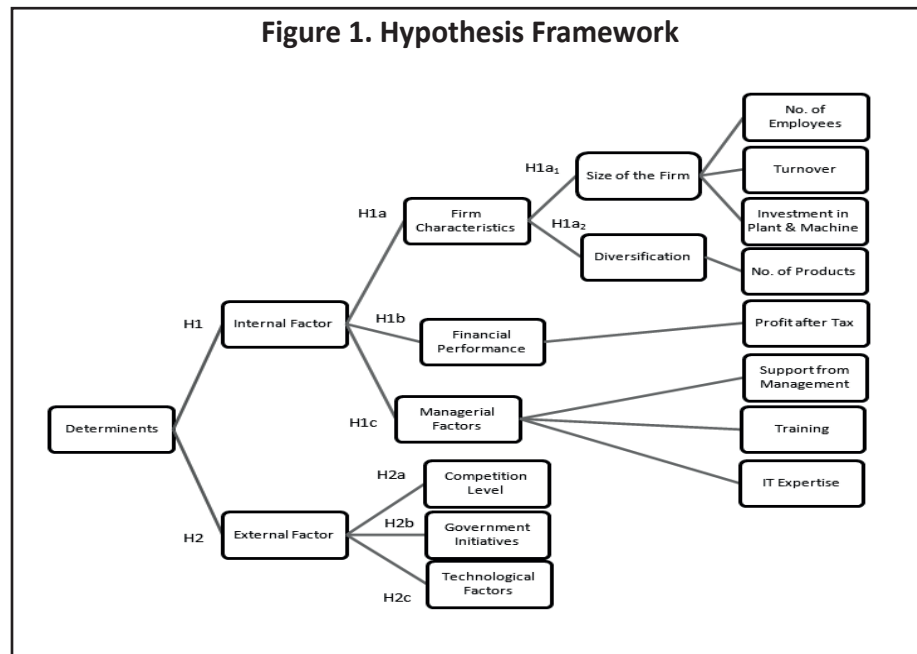 Figure 1. Hypothesis Framework
No. of
Employees
H1a₁
Size of the Firm
Turnover
H1a
Firm
Characteristics
H1a₂
Investment in
Plant & Machine
Diversification
No. of Products
H1
Internal Factor
H1b
Financial
Performance
Profit after Tax
Support from
Management
H1c
Managerial
Factors
Training
Determinents
IT Expertise
H2a
Competition
Level
H2
External Factor
H2b
Government
Initiatives
H2c
Technological
Factors